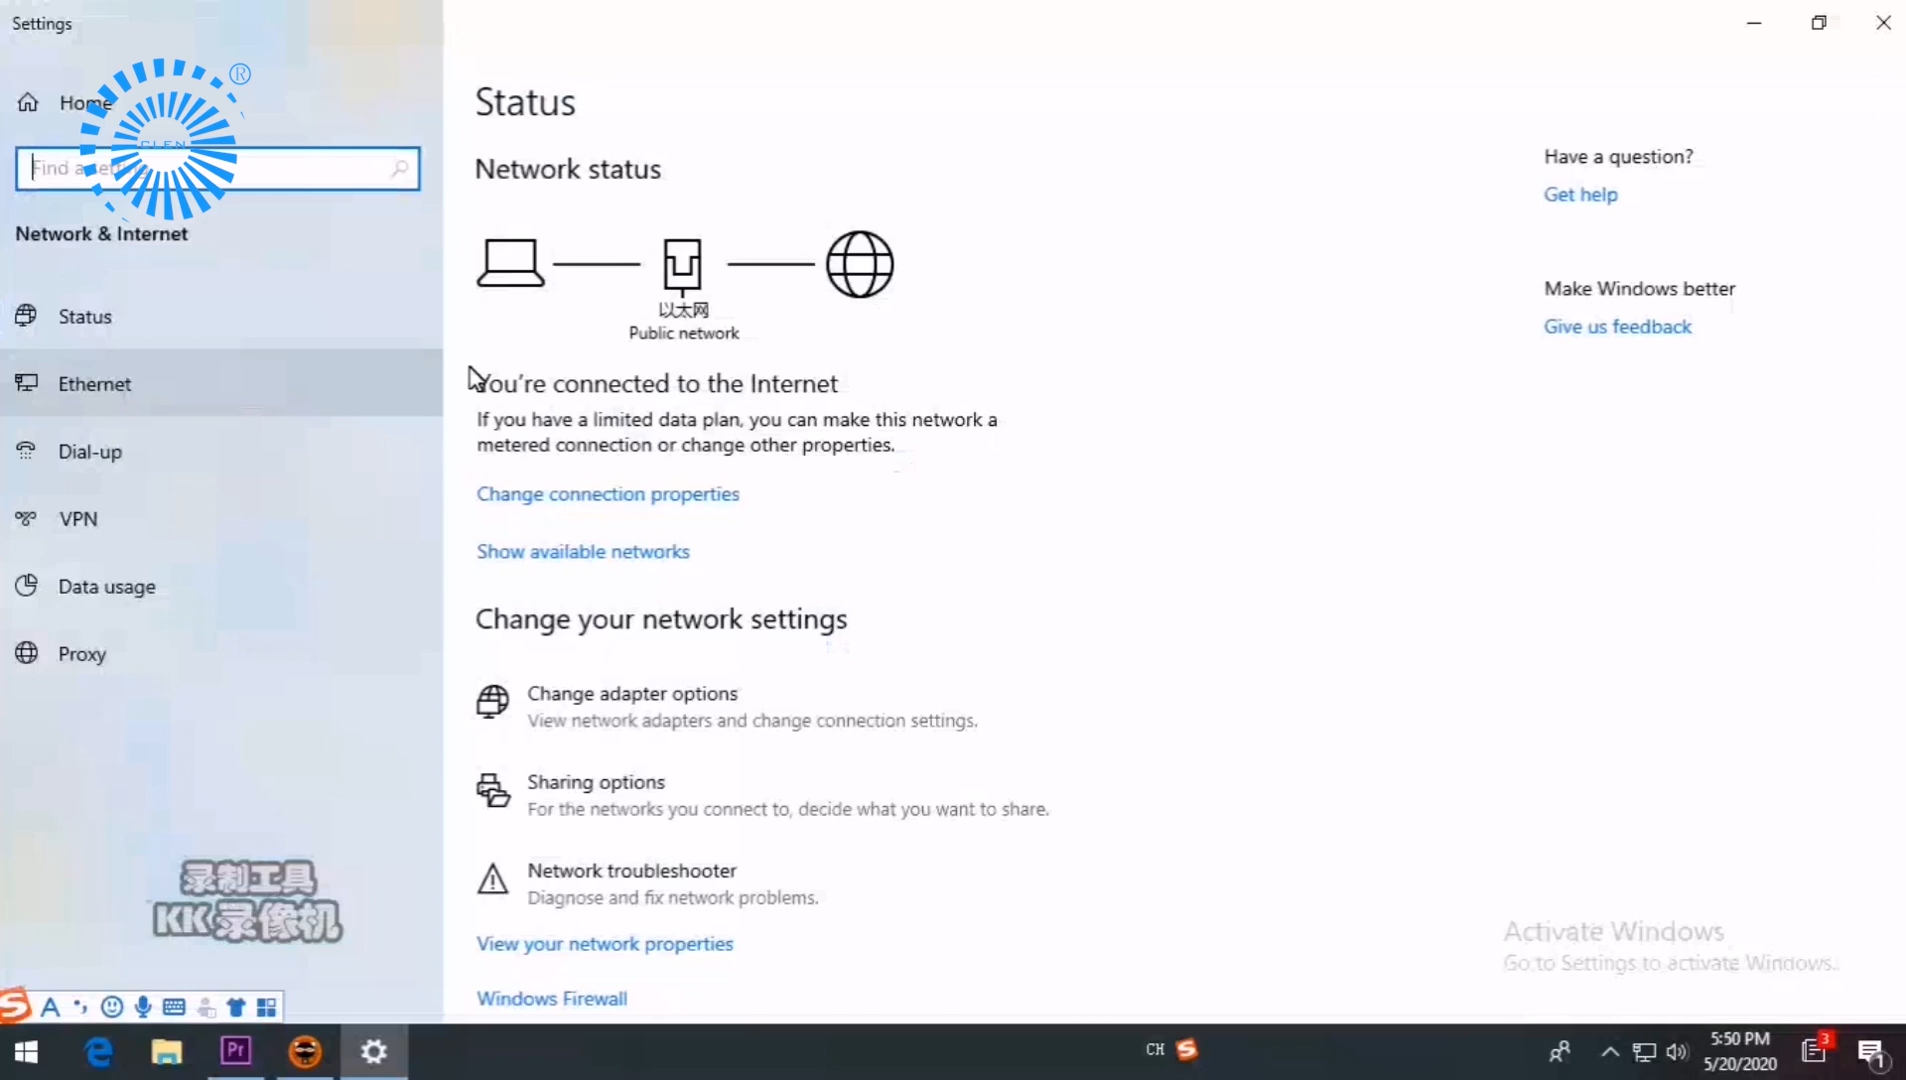 Settings
®
Home
CLEN
Find a setting
Network & Internet
Status
Ethernet
Dial-up
VPN
Data usage
Proxy
录制工具
KK录像机
Status
Network status
以太网
Public network
You're connected to the Internet
If you have a limited data plan, you can make this network a
metered connection or change other properties.
Change connection properties
Show available networks
Change your network settings
Change adapter options
View network adapters and change connection settings.
Sharing options
For the networks you connect to, decide what you want to share.
Network troubleshooter
Diagnose and fix network problems.
View your network properties
Windows Firewall
Have a question?
Get help
Make Windows better
Give us feedback
Activate Windows
Go to Settings to activate Windows.
S A
Pr
CH S
5:50 PM
5/20/2020
3
1